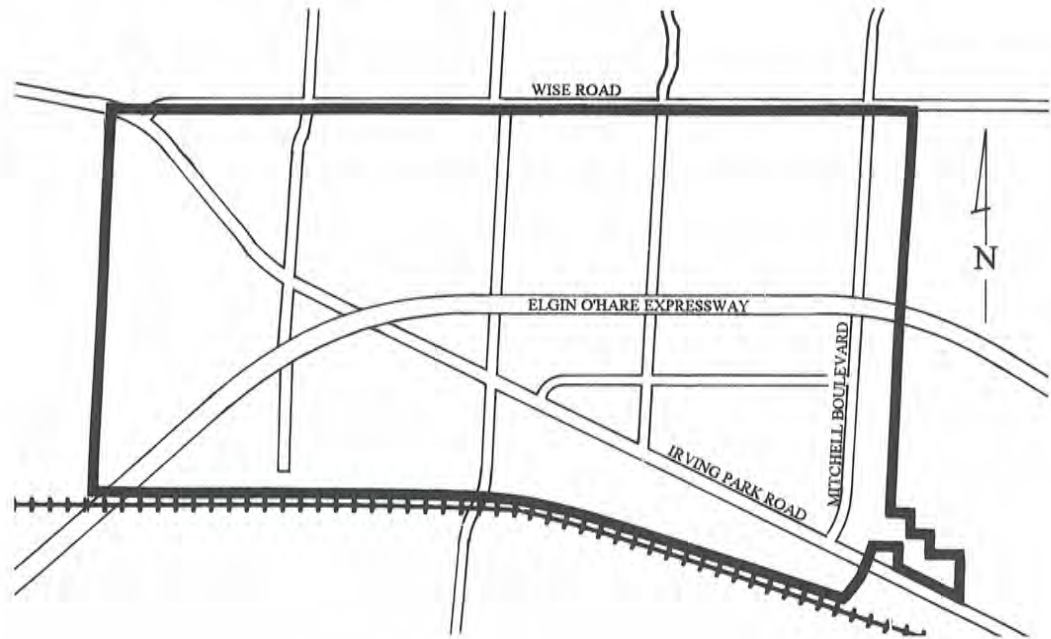 WISE ROAD
N
ELGIN O'HARE EXPRESSWAY
MITCHELL BOULEVARD
IRVING PARK ROAD